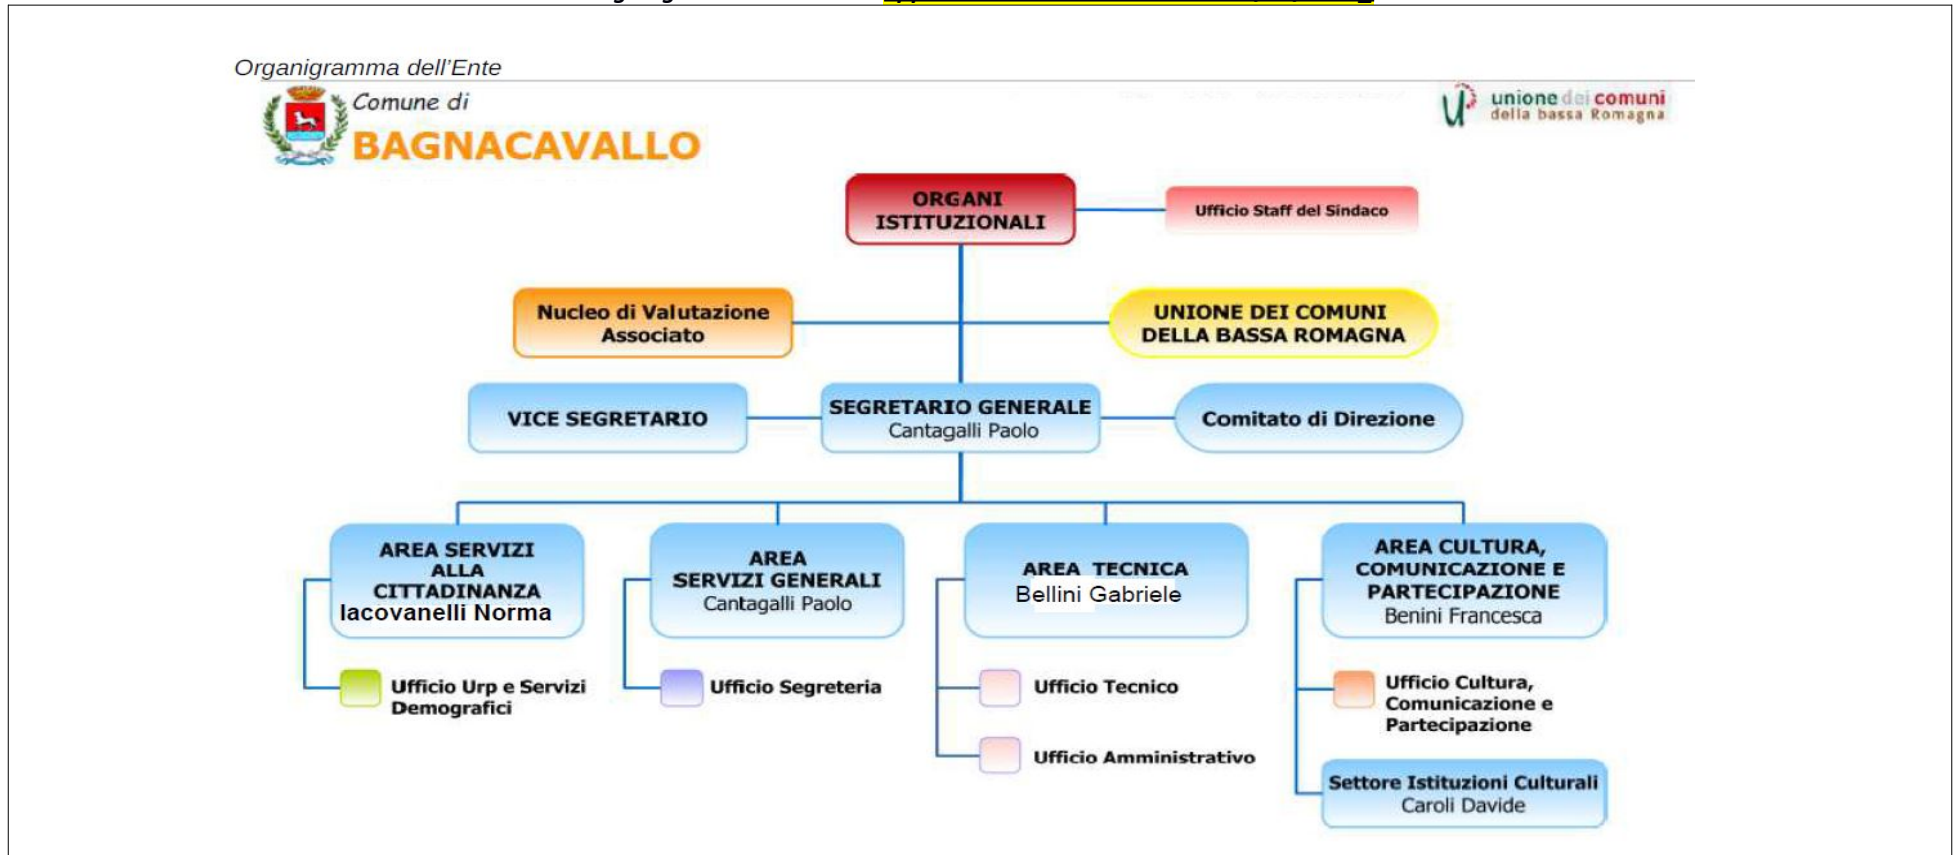 Organigramma dell'Ente
Comune di
BAGNACAVALLO
unione dei comuni
della bassa Romagna
ORGANI
ISTITUZIONALI
Ufficio Staff del Sindaco
Nucleo di Valutazione
Associato
UNIONE DEI COMUNI
DELLA BASSA ROMAGNA
VICE SEGRETARIO
SEGRETARIO GENERALE
Cantagalli Paolo
Comitato di Direzione
AREA SERVIZI
ALLA
CITTADINANZA
Iacovanelli Norma
AREA
SERVIZI GENERALI
Cantagalli Paolo
AREA TECNICA
Bellini Gabriele
AREA CULTURA,
COMUNICAZIONE E
PARTECIPAZIONE
Benini Francesca
Ufficio Urp e Servizi
Demografici
Ufficio Segreteria
Ufficio Tecnico
Ufficio Amministrativo
Ufficio Cultura,
Comunicazione e
Partecipazione
Settore Istituzioni Culturali
Caroli Davide